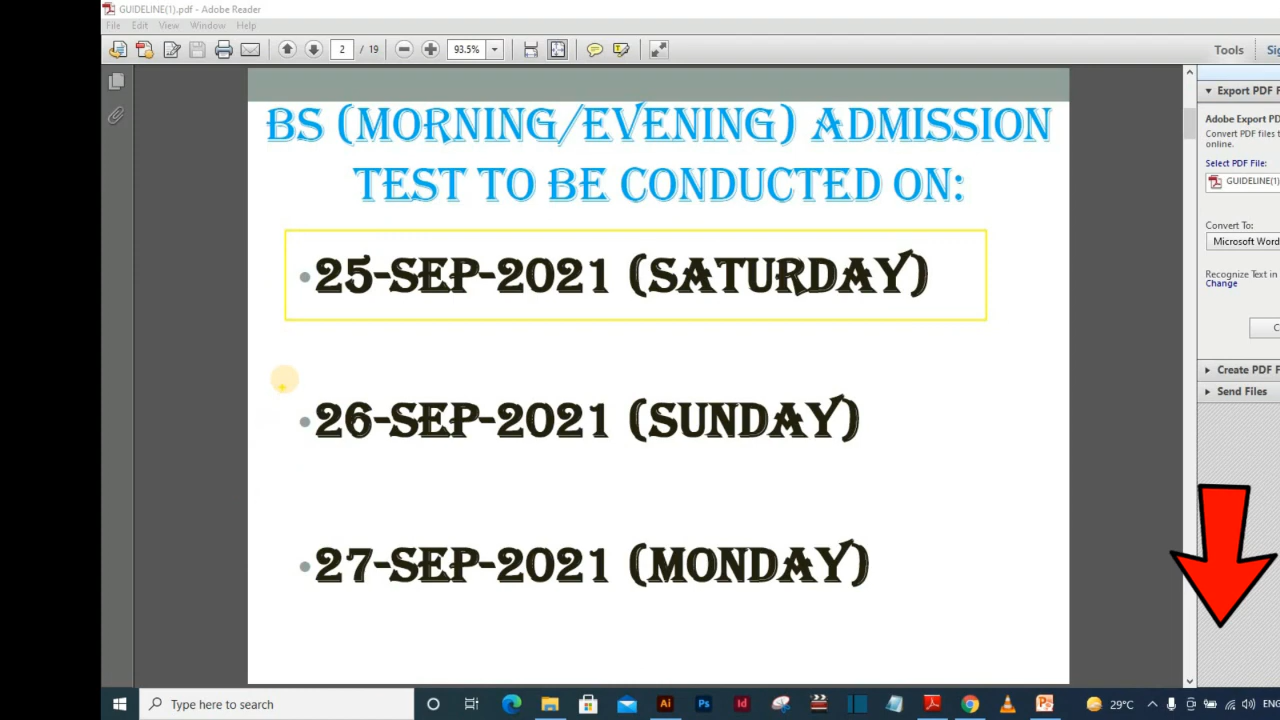 GUIDELINE(1).pdf - Adobe Reader
File Edit View Window Help
2 / 19 93.5% Tools
Export PDF F
Adobe Export PD
Convert PDF files t
online.
Select PDF File:
GUIDELINE(1)
Convert To:
Microsoft Word
Recognize Text in
Change
Create PDF F
Send Files
BS (MORNING/EVENING) ADMISSION
TEST TO BE CONDUCTED ON:
• 25-SEP-2021 (SATURDAY)
• 26-SEP-2021 (SUNDAY)
• 27-SEP-2021 (MONDAY)
Type here to search
29°C ENG